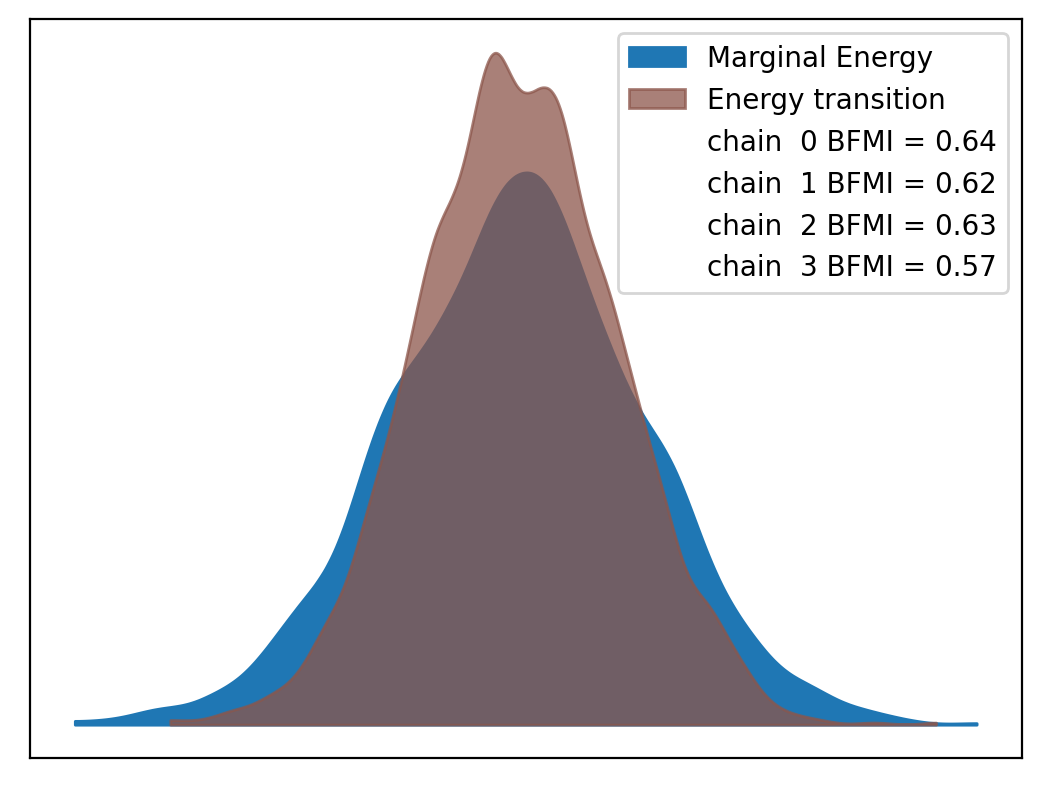 Marginal Energy
Energy transition
chain  0 BFMI = 0.64
chain  1 BFMI = 0.62
chain  2 BFMI = 0.63
chain  3 BFMI = 0.57